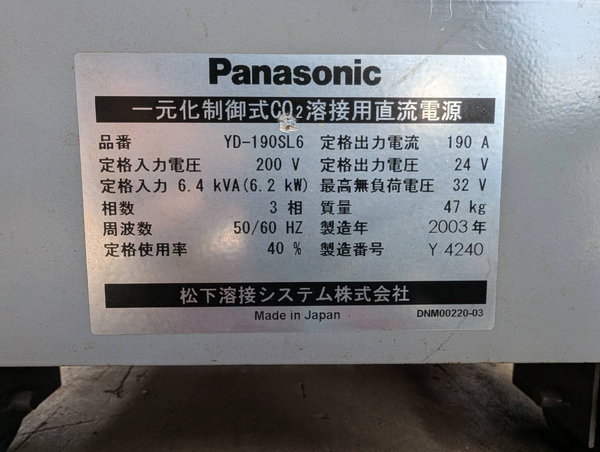 Panasonic
一元化制御式CO2溶接用直流電源
品番 YD-190SL6 定格出力電流 190 A
定格入力電圧 200 V 定格出力電圧 24 V
定格入力 6.4 kVA(6.2 kW) 最高無負荷電圧 32 V
相数 3 相 質量 47 kg
周波数 50/60 HZ 製造年 2003 年
定格使用率 40 % 製造番号 Y 4240
松下溶接システム株式会社
Made in Japan DNM00220-03